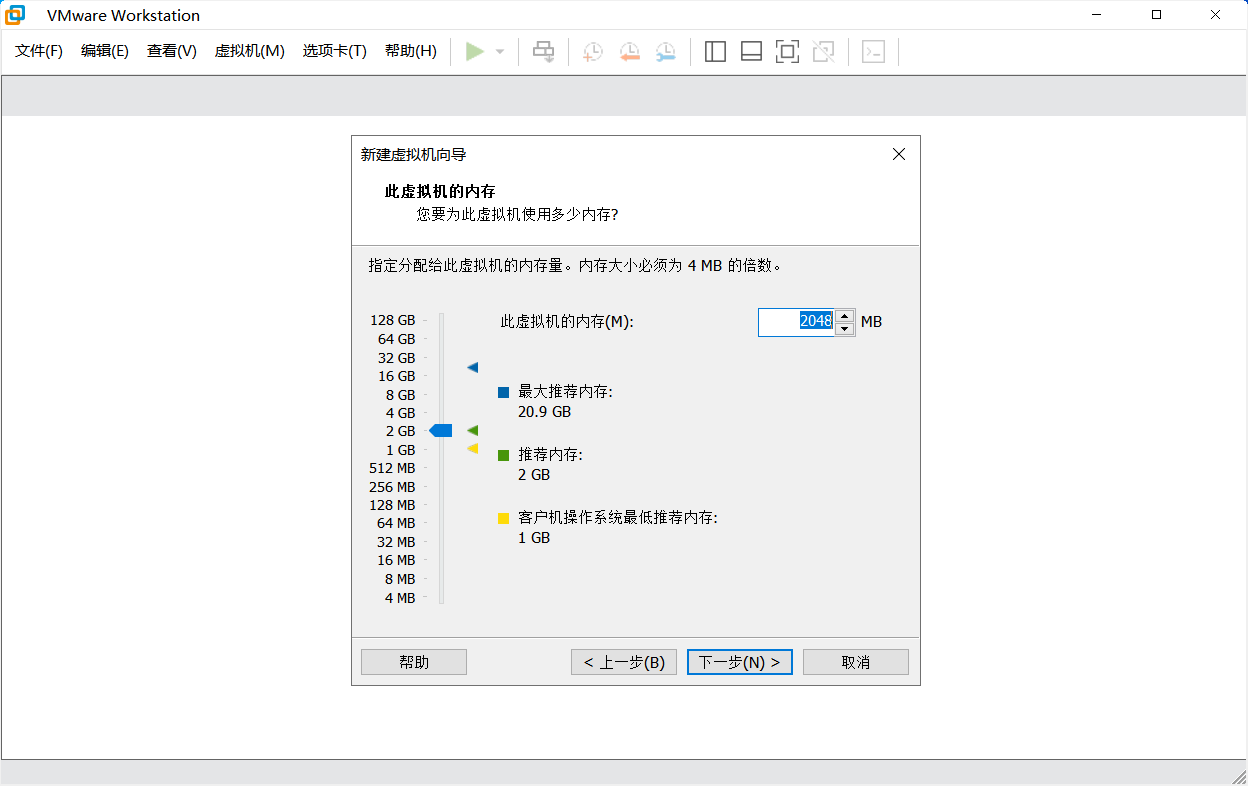 VMware Workstation
文件(F) 编辑(E) 查看(V) 虚拟机(M) 选项卡(T) 帮助(H)
新建虚拟机向导
此虚拟机的内存
您要为此虚拟机使用多少内存?
指定分配给此虚拟机的内存量。内存大小必须为 4 MB 的倍数。
此虚拟机的内存(M): 2048 MB
128 GB
64 GB
32 GB
16 GB
8 GB
4 GB
2 GB
1 GB
512 MB
256 MB
128 MB
64 MB
32 MB
16 MB
8 MB
4 MB
最大推荐内存:
20.9 GB
推荐内存:
2 GB
客户机操作系统最低推荐内存:
1 GB
帮助 < 上一步(B) 下一步(N) > 取消